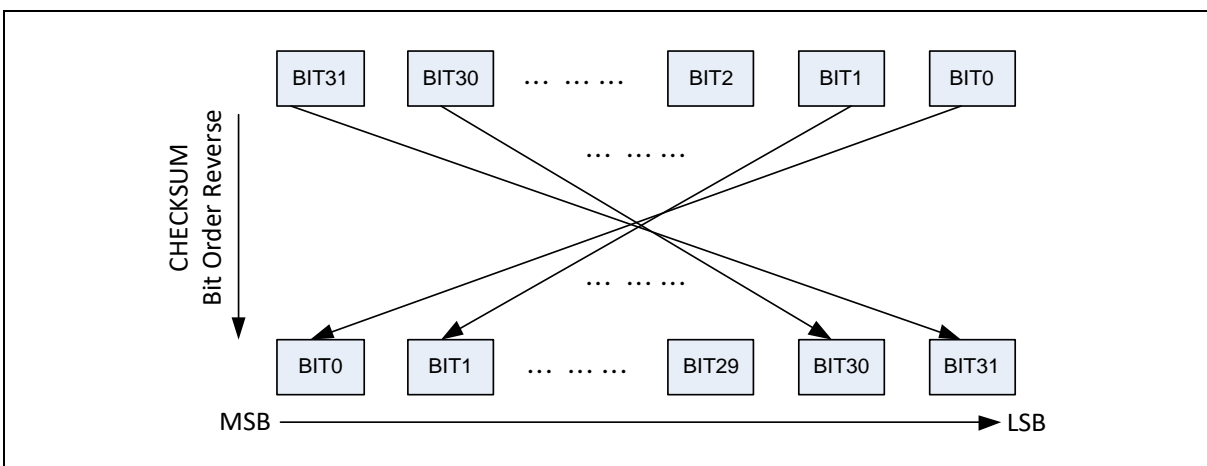 BIT31 BIT30 ... ... ... BIT2 BIT1 BIT0
... ... ...
CHECKSUM
Bit Order Reverse
... ... ...
BIT0 BIT1 ... ... ... BIT29 BIT30 BIT31
MSB LSB